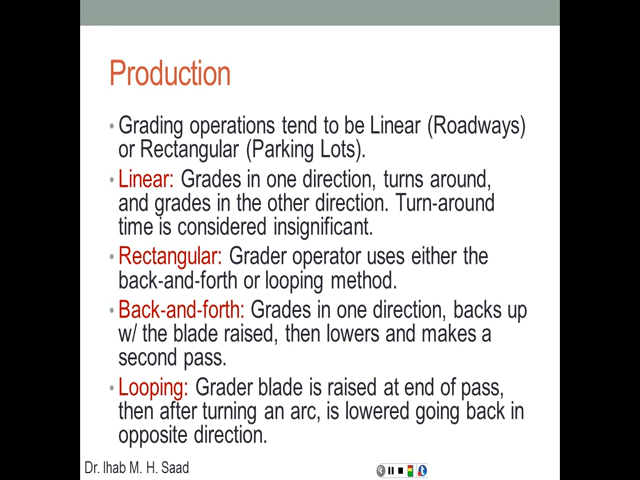 Production
• Grading operations tend to be Linear (Roadways)
or Rectangular (Parking Lots).
• Linear: Grades in one direction, turns around,
and grades in the other direction. Turn-around
time is considered insignificant.
• Rectangular: Grader operator uses either the
back-and-forth or looping method.
• Back-and-forth: Grades in one direction, backs up
w/ the blade raised, then lowers and makes a
second pass.
• Looping: Grader blade is raised at end of pass,
then after turning an arc, is lowered going back in
opposite direction.
Dr. Ihab M. H. Saad